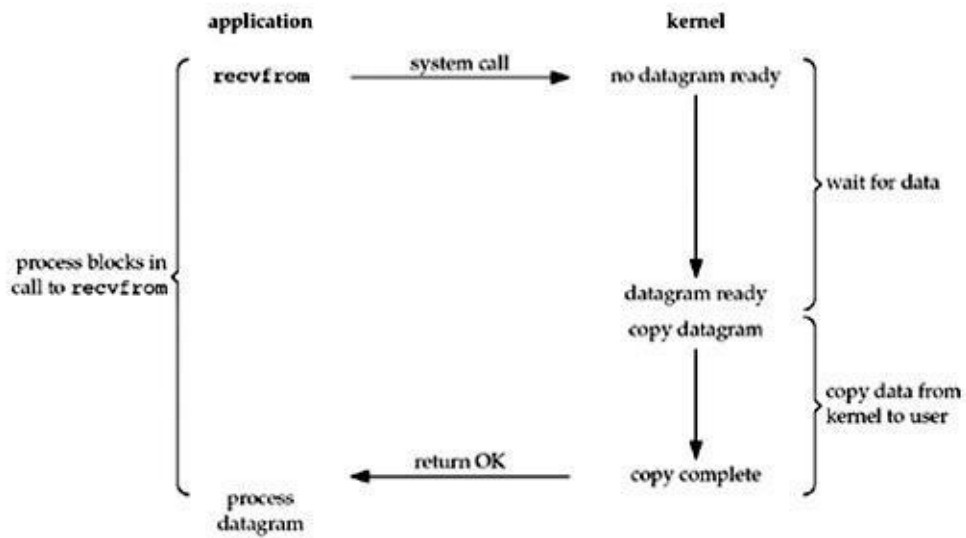 application
kernel
recvfrom
system call
no datagram ready
wait for data
process blocks in
call to recvfrom
datagram ready
copy datagram
copy data from
kernel to user
return OK
copy complete
process
datagram